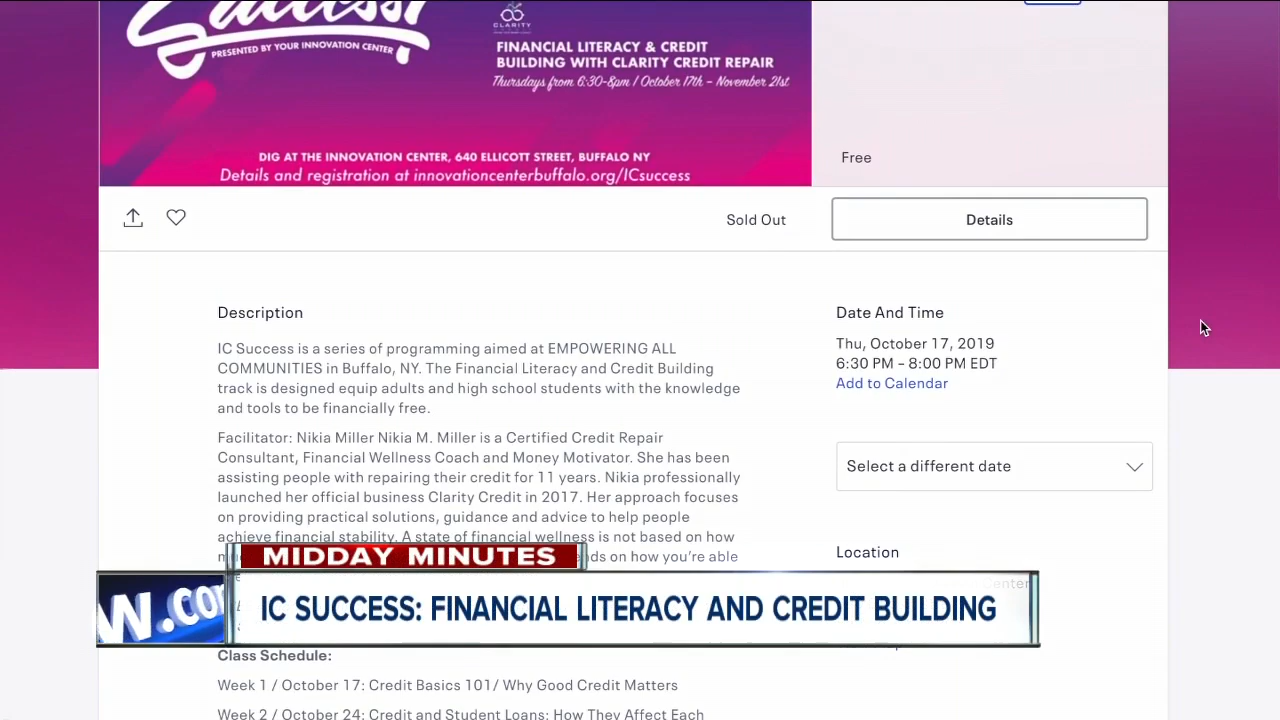 Success!
PRESENTED BY YOUR INNOVATION CENTER
CLARITY
FINANCIAL LITERACY & CREDIT
BUILDING WITH CLARITY CREDIT REPAIR
Thursdays from 6:30-8pm / October 17th - November 21st
DIG AT THE INNOVATION CENTER, 640 ELLICOTT STREET, BUFFALO NY
Details and registration at innovationcenterbuffalo.org/ICsuccess
Free
Sold Out
Details
Description
IC Success is a series of programming aimed at EMPOWERING ALL
COMMUNITIES in Buffalo, NY. The Financial Literacy and Credit Building
track is designed equip adults and high school students with the knowledge
and tools to be financially free.
Facilitator: Nikia Miller Nikia M. Miller is a Certified Credit Repair
Consultant, Financial Wellness Coach and Money Motivator. She has been
assisting people with repairing their credit for 11 years. Nikia professionally
launched her official business Clarity Credit in 2017. Her approach focuses
on providing practical solutions, guidance and advice to help people
achieve financial stability. A state of financial wellness is not based on how
on how you're able
Date And Time
Thu, October 17, 2019
6:30 PM – 8:00 PM EDT
Add to Calendar
Select a different date
Location
Center
MIDDAY MINUTES
W.co
IC SUCCESS: FINANCIAL LITERACY AND CREDIT BUILDING
Class Schedule:
Week 1 / October 17: Credit Basics 101/ Why Good Credit Matters
Week 2 / October 24: Credit and Student Loans: How They Affect Each